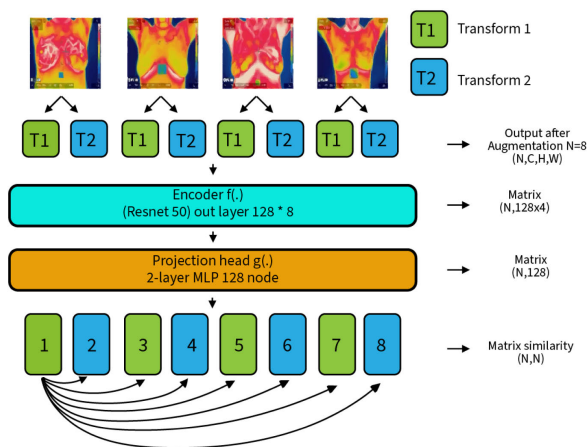 T1 Transform 1
T2 Transform 2
T1 T2 T1 T2 T1 T2 T1 T2
Output after
Augmentation N=8
(N,C,H,W)
Encoder f(.)
(Resnet 50) out layer 128 * 8
Matrix
(N,128x4)
Projection head g(.)
2-layer MLP 128 node
Matrix
(N,128)
1 2 3 4 5 6 7 8
Matrix similarity
(N,N)